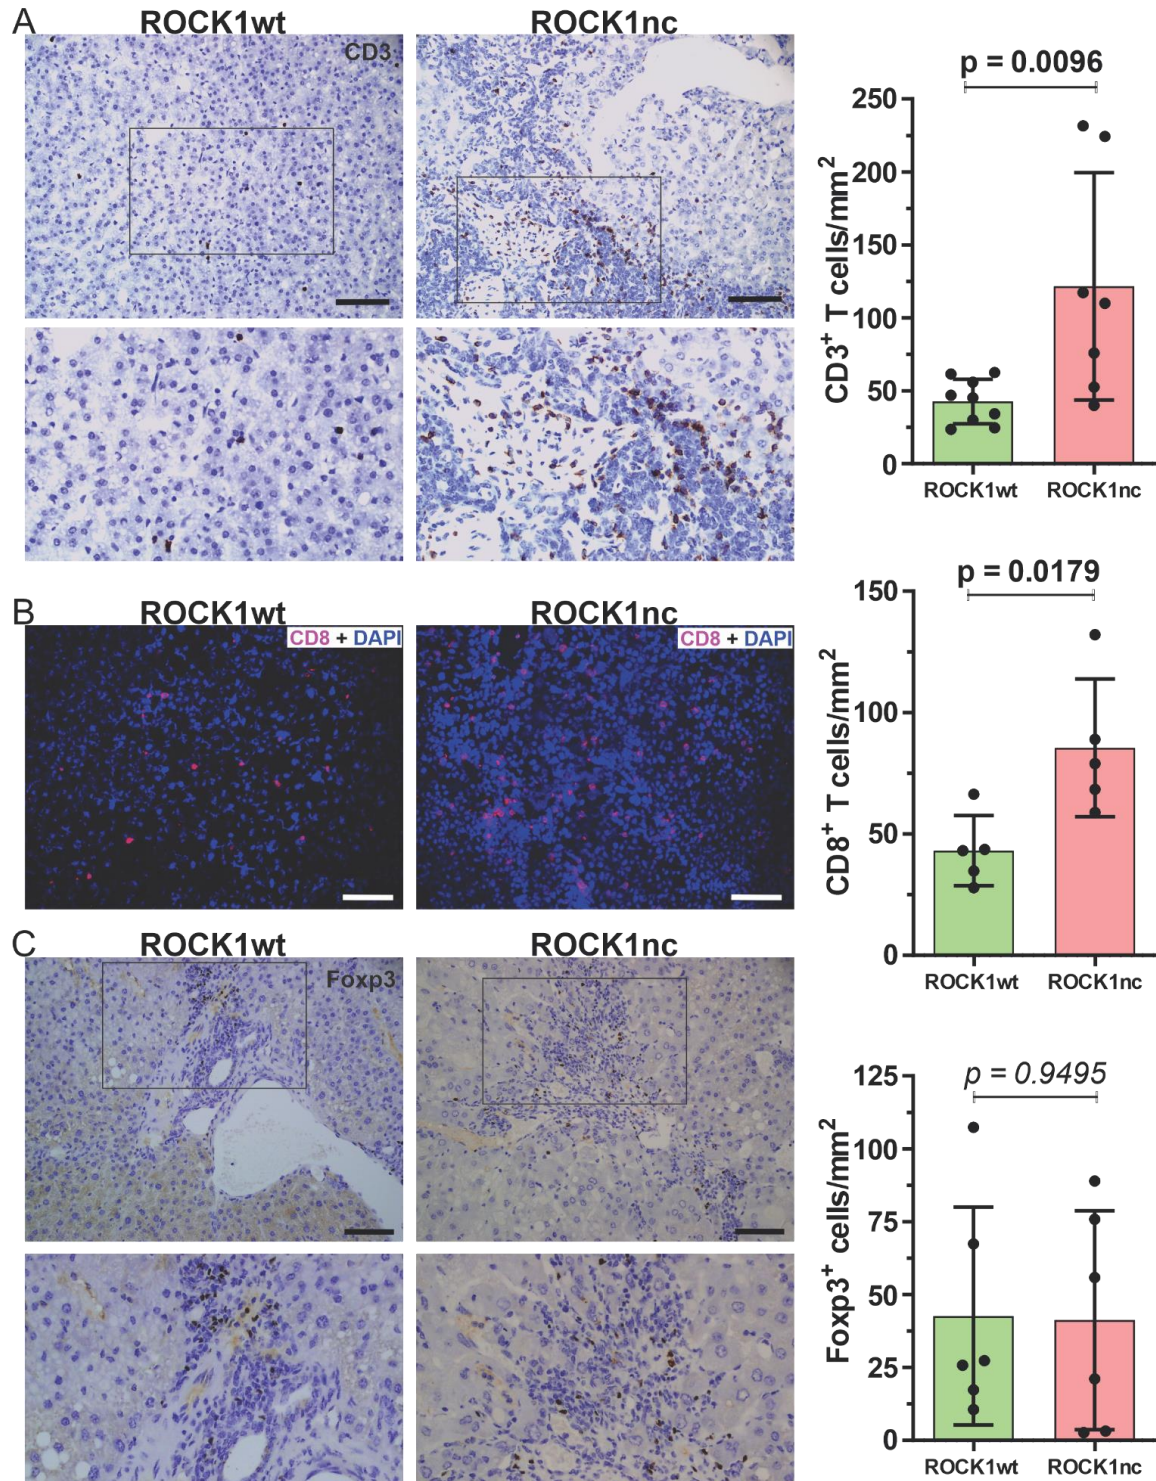 A
ROCK1wt
ROCK1nc
CD3
p = 0.0096
CD3+ T cells/mm2
250
200
150
100
50
0
ROCK1wt
ROCK1nc
B
ROCK1wt
ROCK1nc
CD8 + DAPI
CD8 + DAPI
p = 0.0179
CD8+ T cells/mm2
150
100
50
0
ROCK1wt
ROCK1nc
C
ROCK1wt
ROCK1nc
Foxp3
p = 0.9495
Foxp3+ cells/mm2
125
100
75
50
25
0
ROCK1wt
ROCK1nc